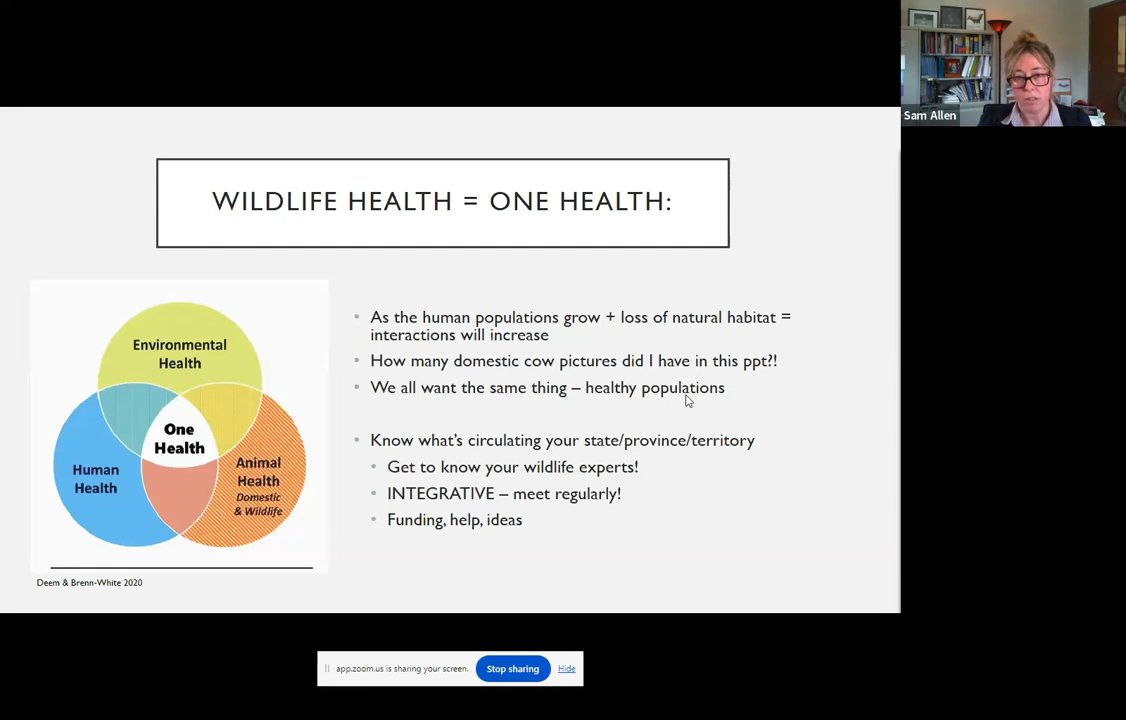 Sam Allen
WILDLIFE HEALTH = ONE HEALTH:
Environmental
Health
One
Health
Human
Health
Animal
Health
Domestic
& Wildlife
Deem & Brenn-White 2020
• As the human populations grow + loss of natural habitat =
interactions will increase
• How many domestic cow pictures did I have in this ppt?!
• We all want the same thing – healthy populations
• Know what's circulating your state/province/territory
• Get to know your wildlife experts!
• INTEGRATIVE – meet regularly!
• Funding, help, ideas
app.zoom.us is sharing your screen.
Stop sharing
Hide